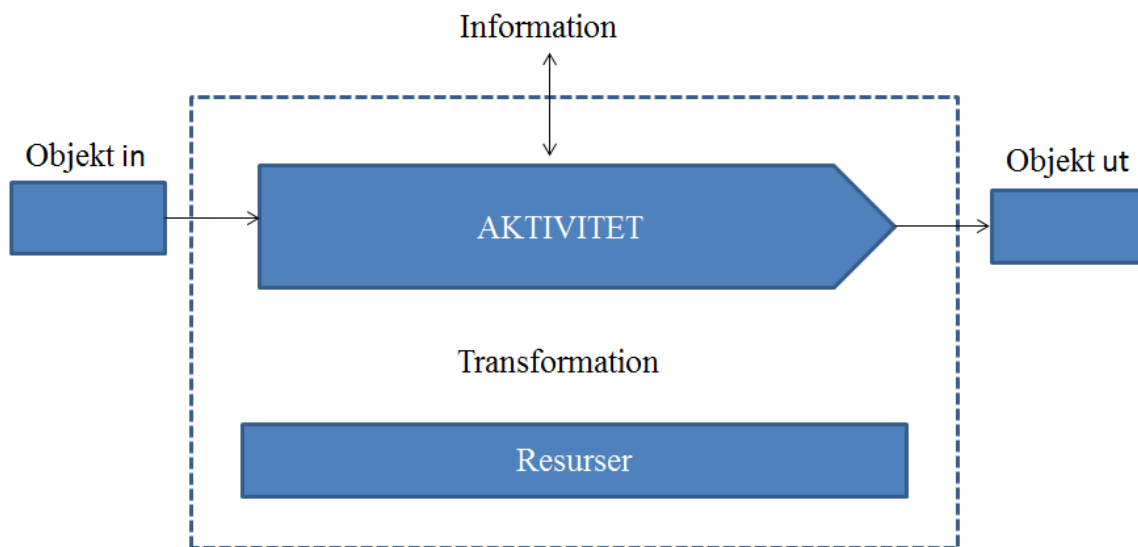 Information
Objekt in
Objekt ut
AKTIVITET
Transformation
Resurser